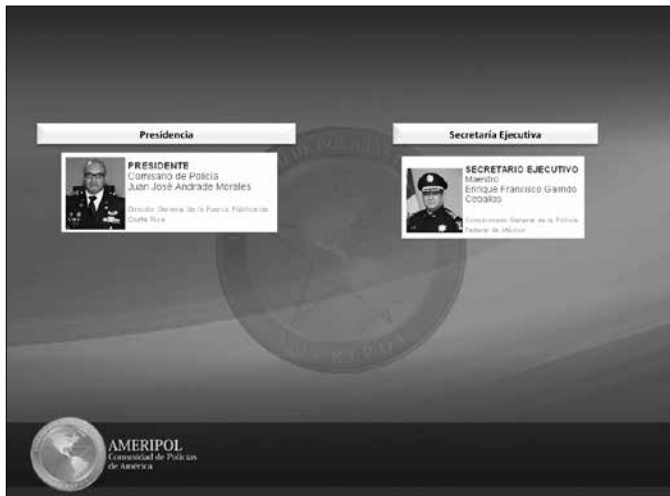 Presidencia
PRESIDENTE
Comisario de Policía
Juan José Andrade Morales
Director General de la Fuerza Pública de
Costa Rica
Secretaría Ejecutiva
SECRETARIO EJECUTIVO
Maestro
Enrique Francisco Galindo
Ceballos
Comisionado General de la Policía
Federal de México
AMERIPOL
AMERIPOL
Comunidad de Policías
de América